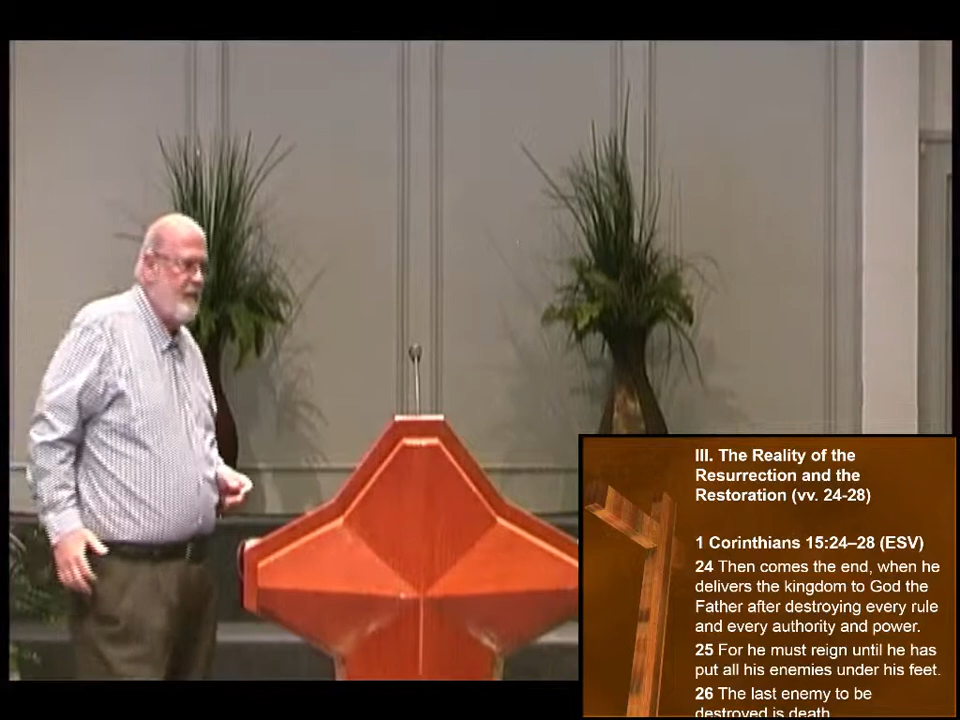 III. The Reality of the
Resurrection and the
Restoration (vv. 24-28)
1 Corinthians 15:24–28 (ESV)
24 Then comes the end, when he
delivers the kingdom to God the
Father after destroying every rule
and every authority and power.
25 For he must reign until he has
put all his enemies under his feet.
26 The last enemy to be
destroyed is death